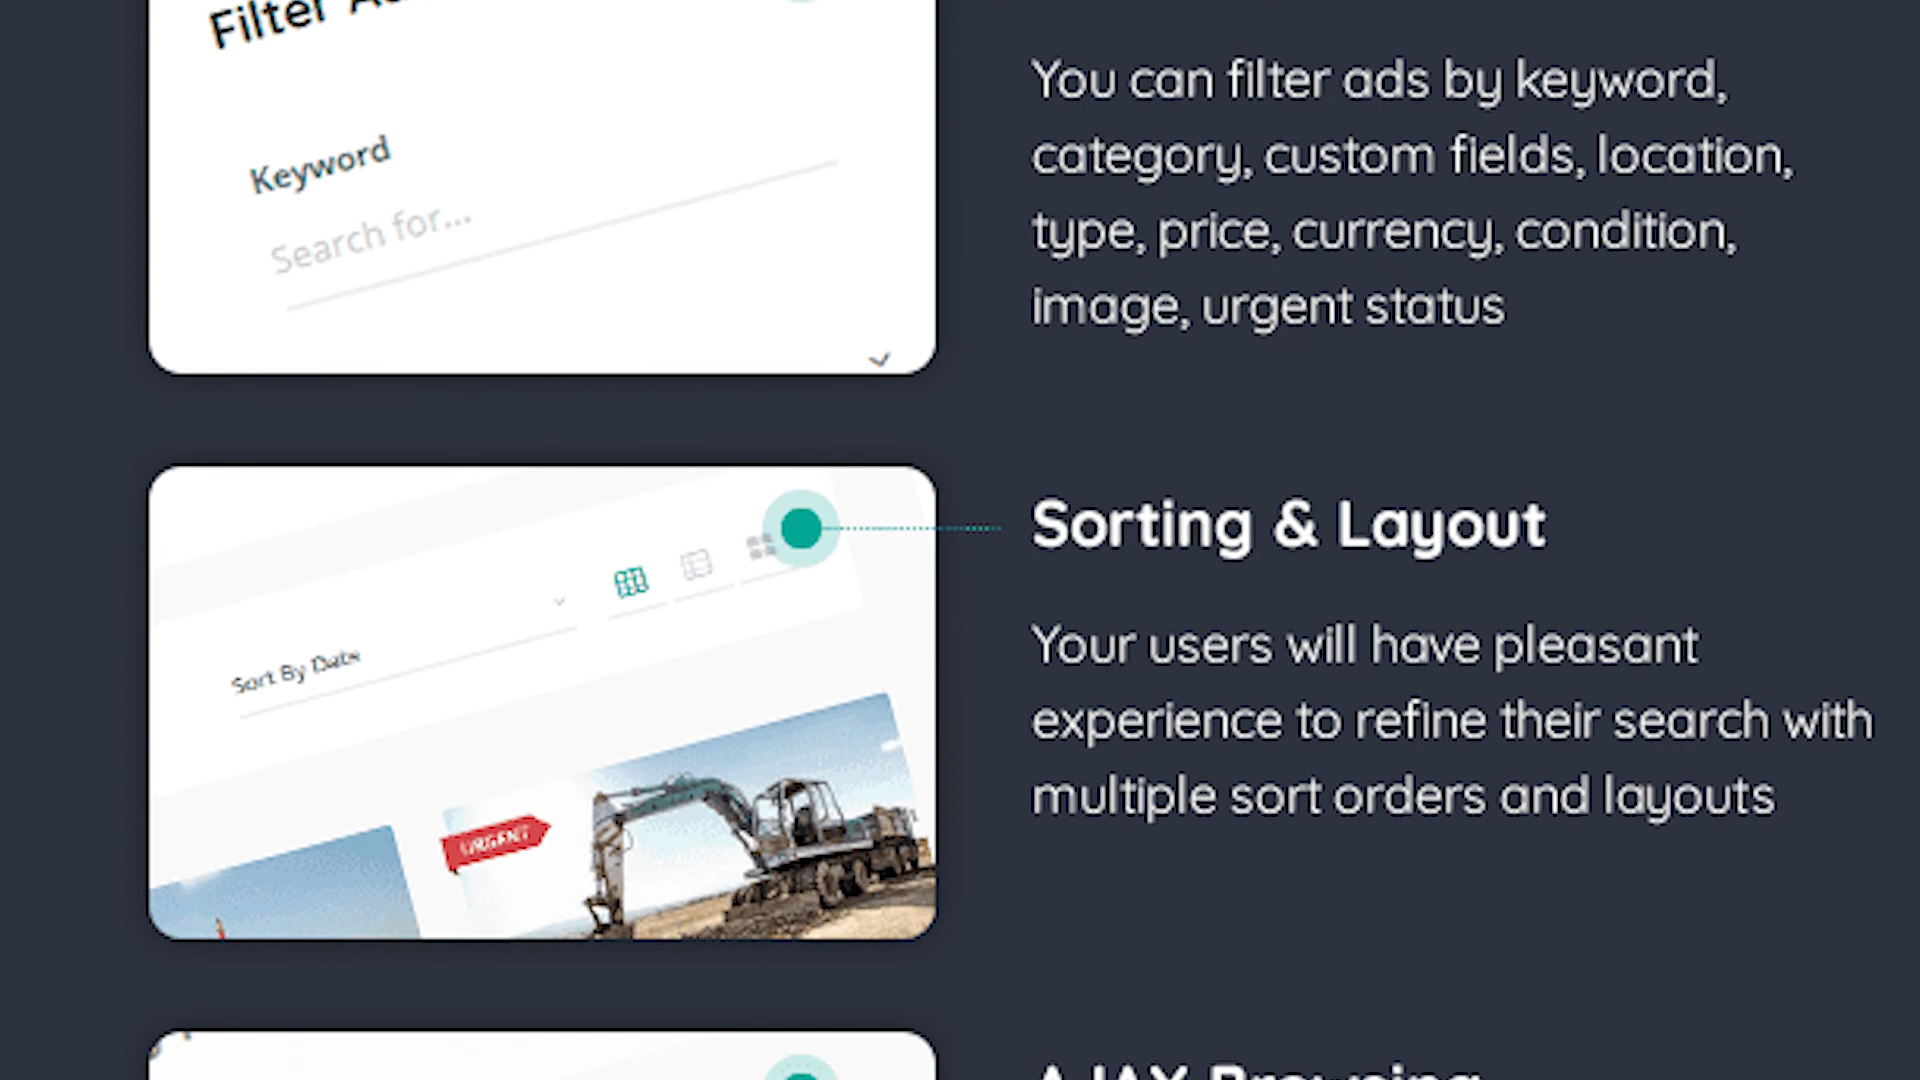 Filter
You can filter ads by keyword,
category, custom fields, location,
type, price, currency, condition,
image, urgent status
Keyword
Search for...
Sorting & Layout
Your users will have pleasant
experience to refine their search with
multiple sort orders and layouts
Sort By Date
URGENT
AJAX Browsing